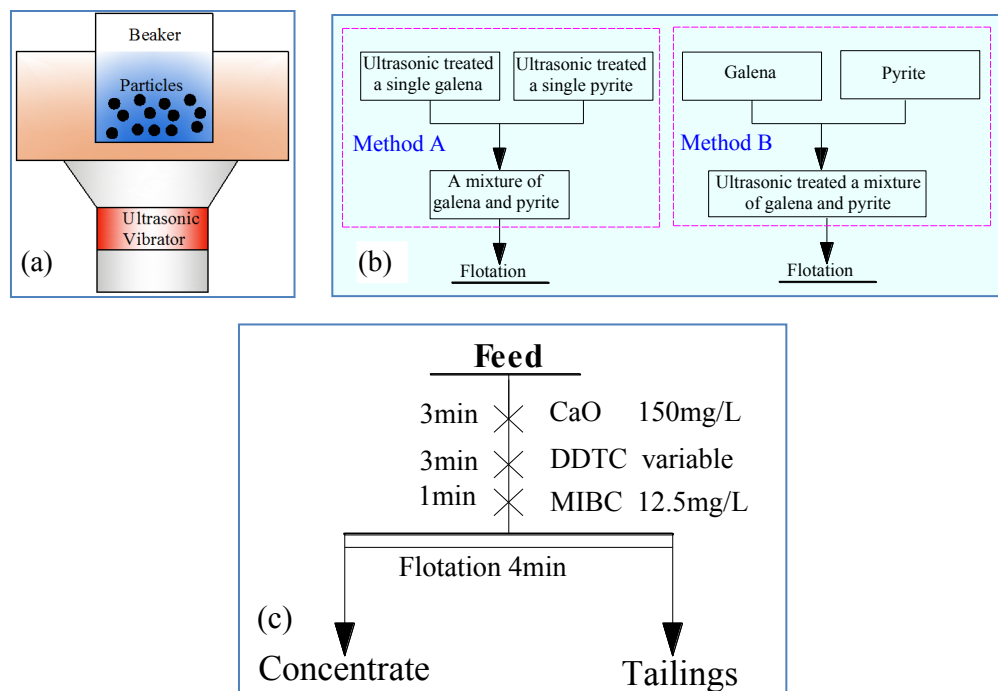 Beaker
Particles
Ultrasonic
Vibrator
(a)
Ultrasonic treated
a single galena
Ultrasonic treated
a single pyrite
Method A
A mixture of
galena and pyrite
Flotation
(b)
Galena
Pyrite
Method B
Ultrasonic treated a mixture
of galena and pyrite
Flotation
Feed
3min CaO 150mg/L
3min DDTC variable
1min MIBC 12.5mg/L
Flotation 4min
(c)
Concentrate
Tailings